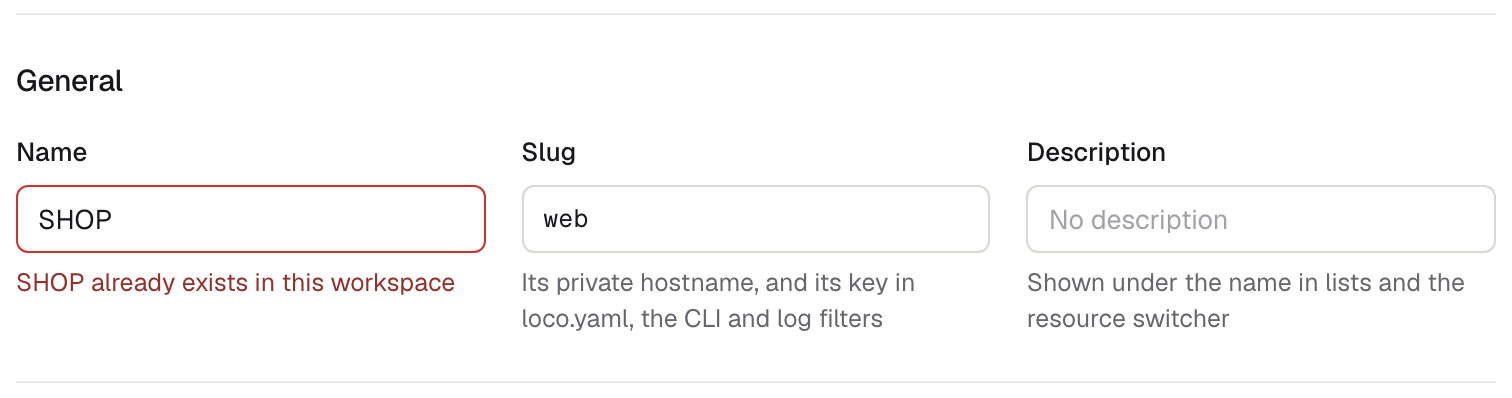 General
Name
Slug
Description
SHOP
web
No description
SHOP already exists in this workspace
Its private hostname, and its key in
loco.yaml, the CLI and log filters
Shown under the name in lists and the
resource switcher